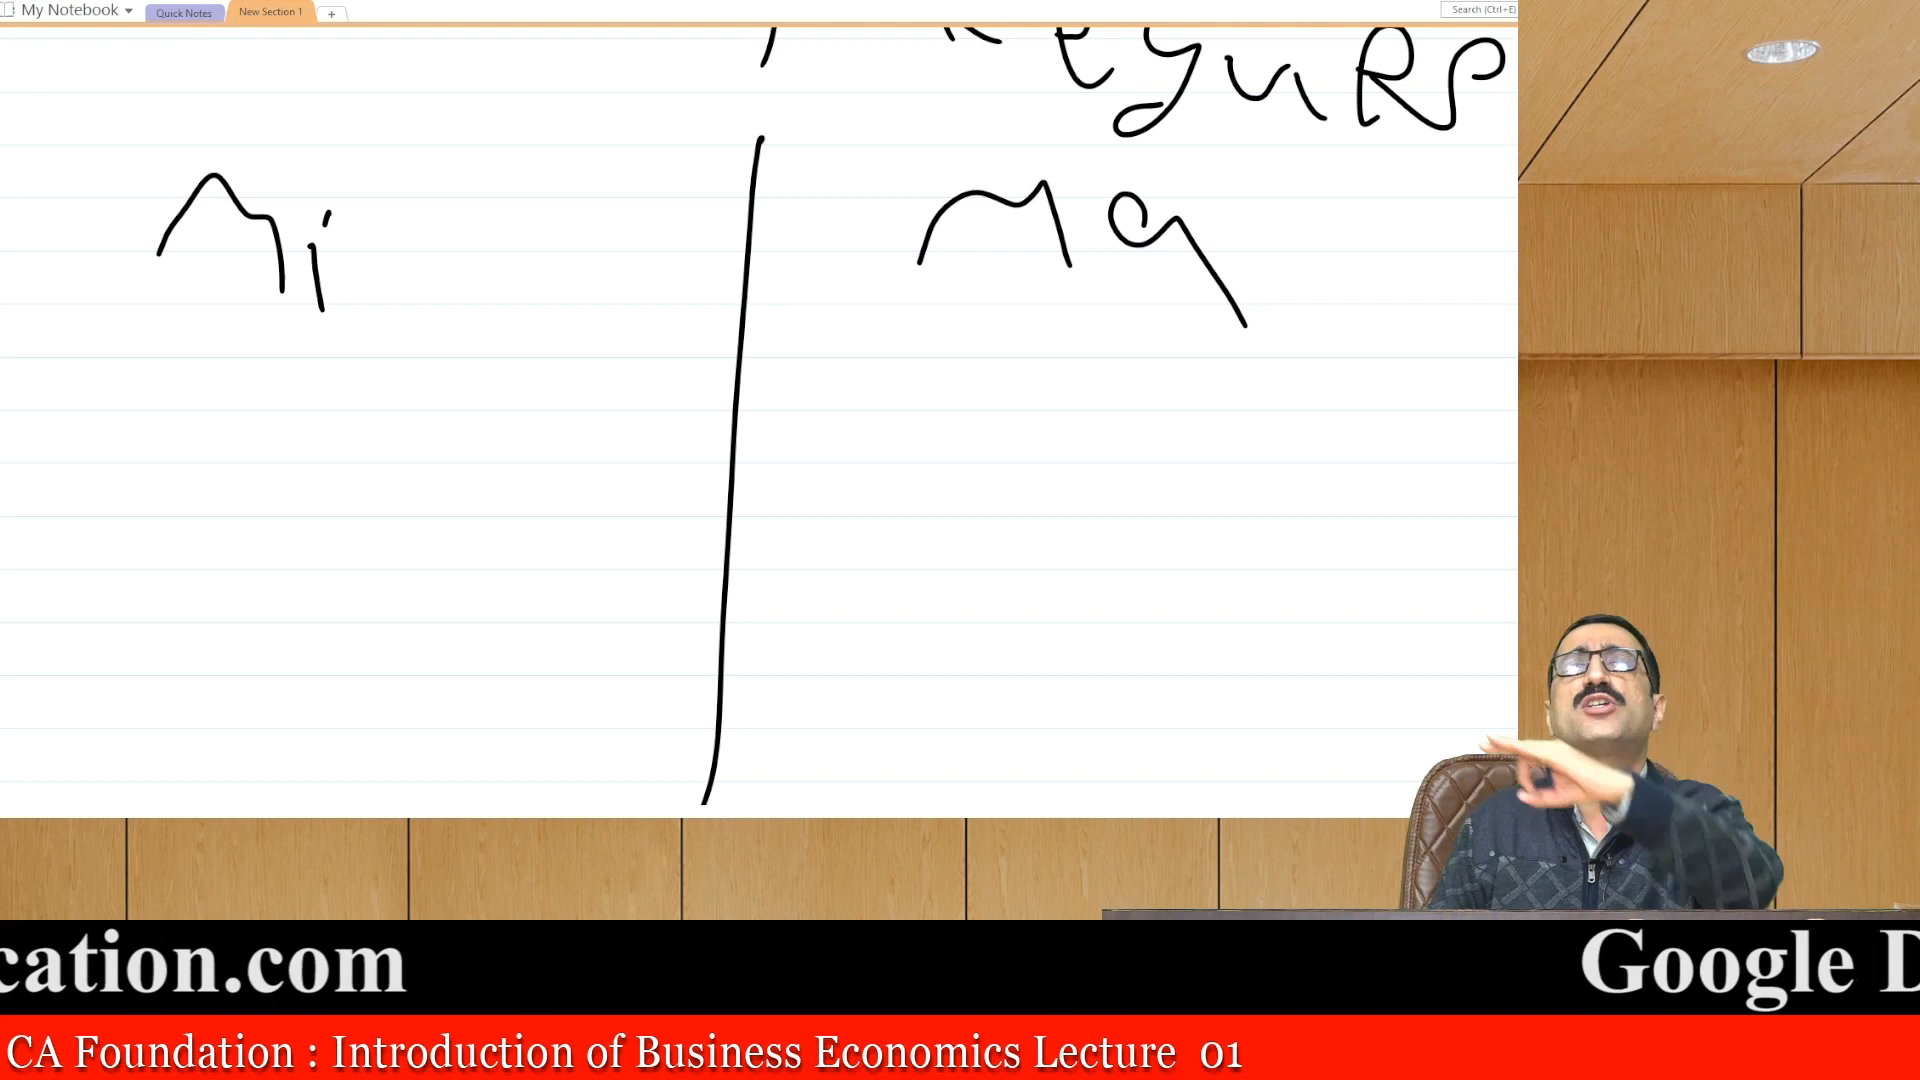 My Notebook Quick Notes New Section 1 + Search (Ctrl+E)
Mi Ma
cation.com Google D
CA Foundation : Introduction of Business Economics Lecture 01